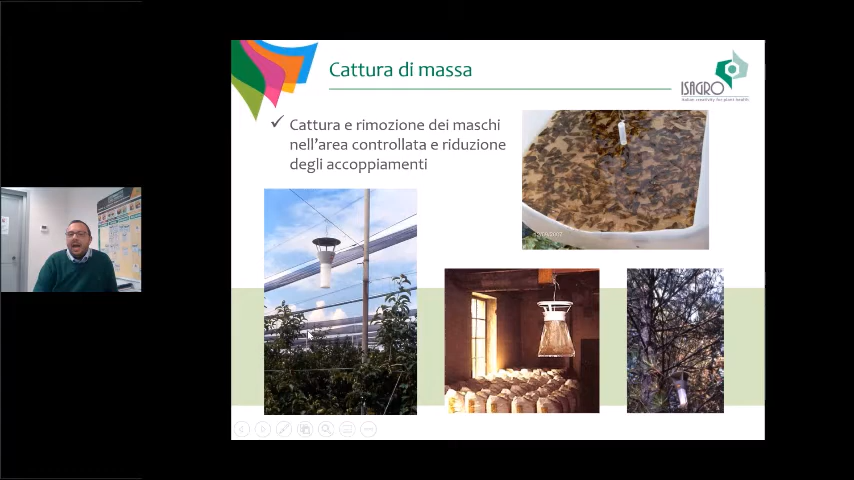 Cattura di massa
ISAGRO
Italian creativity for plant health
✓ Cattura e rimozione dei maschi
nell'area controllata e riduzione
degli accoppiamenti